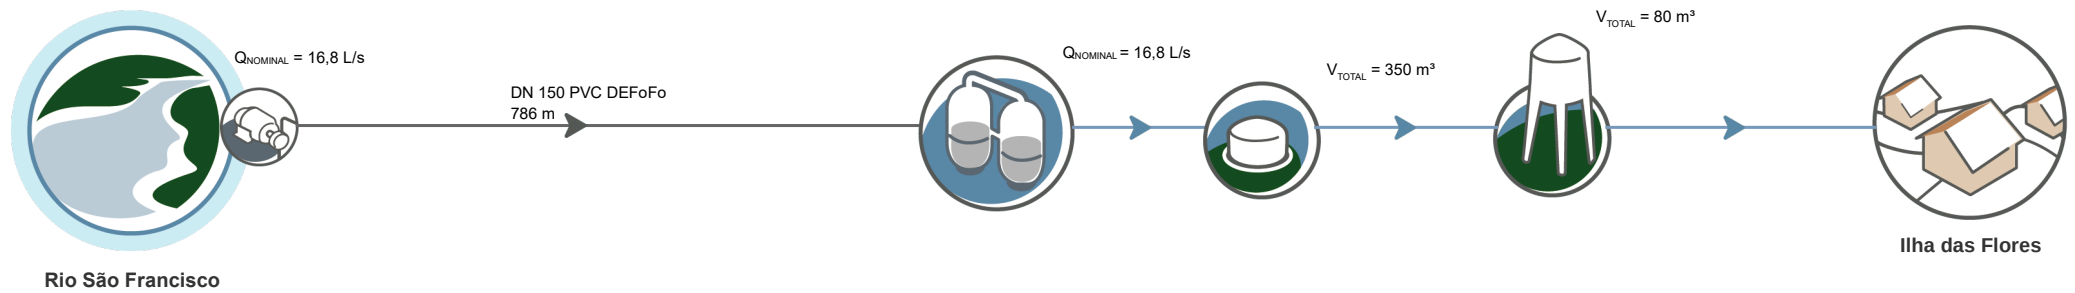 Q_NOMINAL = 16,8 L/s
DN 150 PVC DEFoFo
786 m
Q_NOMINAL = 16,8 L/s
V_TOTAL = 350 m³
V_TOTAL = 80 m³
Rio São Francisco
Ilha das Flores